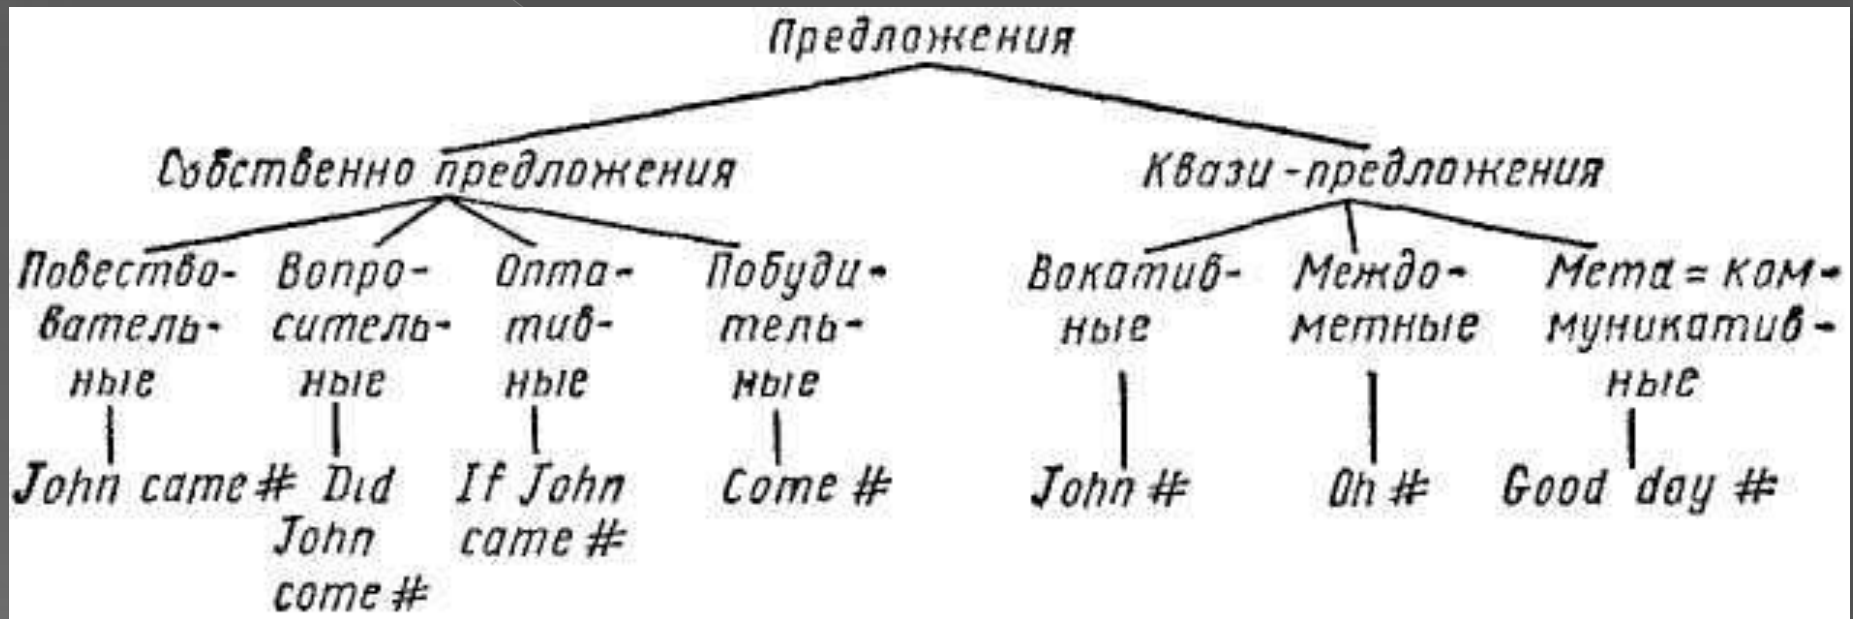 Предложения
Собственно предложения
Квази-предложения
Повество-
ватель-
ные
Вопро-
ситель-
ные
Опта-
тив-
ные
Побуди-
тель-
ные
Вокатив-
ные
Междо-
метные
Мета=ком-
муникатив-
ные
John came #
Did
John
come #
If John
came #
Come #
John #
Oh #
Good day #